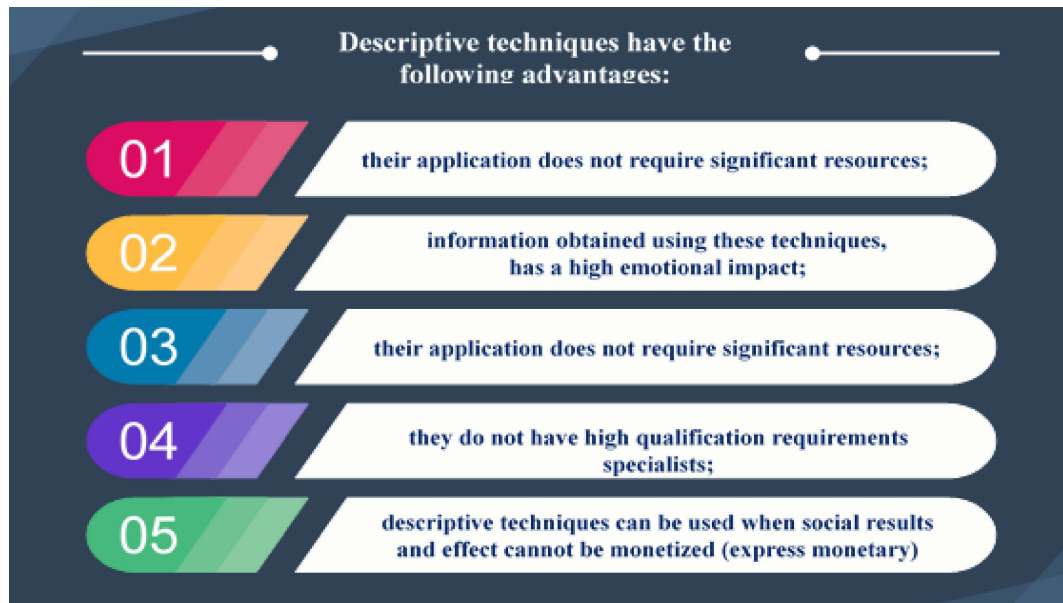 Descriptive techniques have the
following advantages:
01
their application does not require significant resources;
02
information obtained using these techniques,
has a high emotional impact;
03
their application does not require significant resources;
04
they do not have high qualification requirements
specialists;
05
descriptive techniques can be used when social results
and effect cannot be monetized (express monetary)